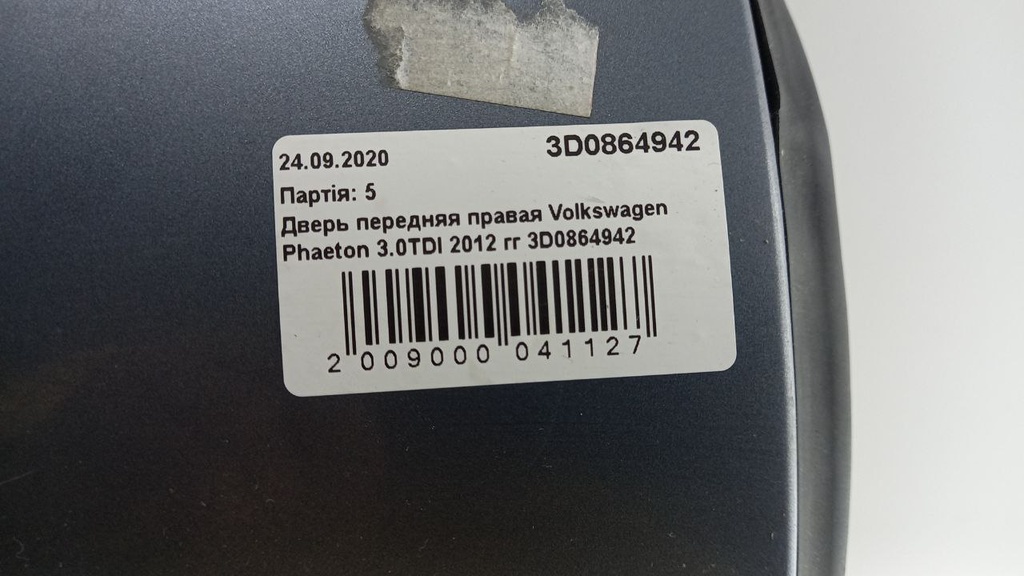 24.09.2020 3D0864942
Партія: 5
Дверь передняя правая Volkswagen
Phaeton 3.0TDI 2012 гг 3D0864942
2 009000 041127